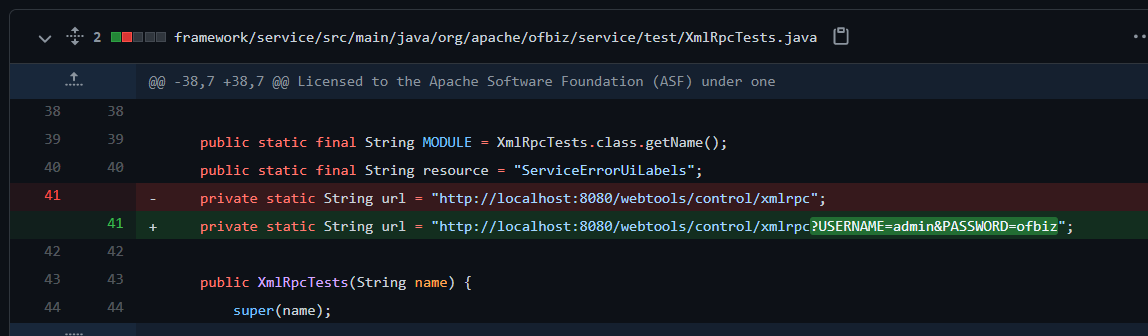 2 framework/service/src/main/java/org/apache/ofbiz/service/test/XmlRpcTests.java
@@ -38,7 +38,7 @@ Licensed to the Apache Software Foundation (ASF) under one
38 38
39 39 public static final String MODULE = XmlRpcTests.class.getName();
40 40 public static final String resource = "ServiceErrorUiLabels";
41 - private static String url = "http://localhost:8080/webtools/control/xmlrpc";
41 + private static String url = "http://localhost:8080/webtools/control/xmlrpc?USERNAME=admin&PASSWORD=ofbiz";
42 42
43 43 public XmlRpcTests(String name) {
44 44 super(name);